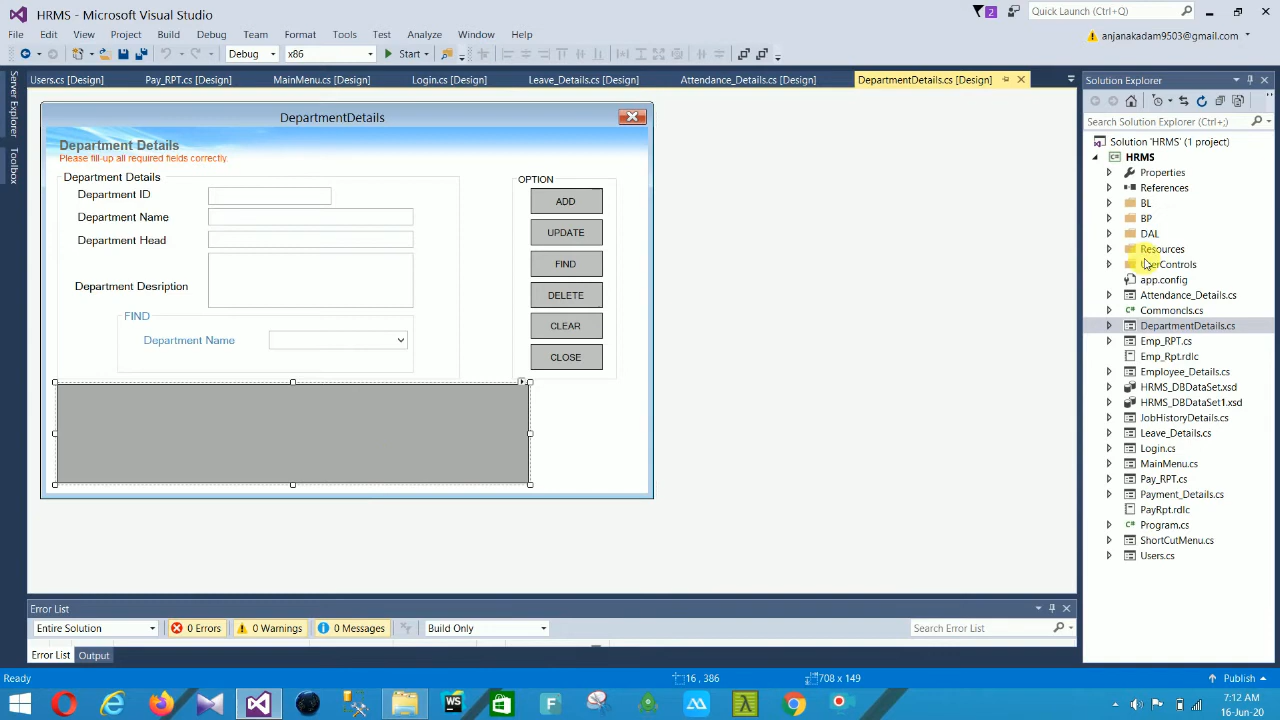 HRMS - Microsoft Visual Studio
2
Quick Launch (Ctrl+Q)
File Edit View Project Build Debug Team Format Tools Test Analyze Window Help
anjanakadam9503@gmail.com
Debug x86 Start
Users.cs [Design] Pay_RPT.cs [Design] MainMenu.cs [Design] Login.cs [Design] Leave_Details.cs [Design] Attendance_Details.cs [Design] DepartmentDetails.cs [Design]
Server Explorer
Toolbox
DepartmentDetails
Department Details
Please fill-up all required fields correctly.
Department Details
Department ID
Department Name
Department Head
Department Desription
FIND
Department Name
OPTION
ADD
UPDATE
FIND
DELETE
CLEAR
CLOSE
Solution Explorer
Search Solution Explorer (Ctrl+;)
Solution 'HRMS' (1 project)
HRMS
Properties
References
BL
BP
DAL
Resources
UserControls
app.config
Attendance_Details.cs
Commoncls.cs
DepartmentDetails.cs
Emp_RPT.cs
Emp_Rpt.rdlc
Employee_Details.cs
HRMS_DBDataSet.xsd
HRMS_DBDataSet1.xsd
JobHistoryDetails.cs
Leave_Details.cs
Login.cs
MainMenu.cs
Pay_RPT.cs
Payment_Details.cs
PayRpt.rdlc
Program.cs
ShortCutMenu.cs
Users.cs
Error List
Entire Solution 0 Errors 0 Warnings 0 Messages Build Only Search Error List
Error List Output
Ready 16 , 386 708 x 149 Publish
WS
F
7:12 AM
16-Jun-20